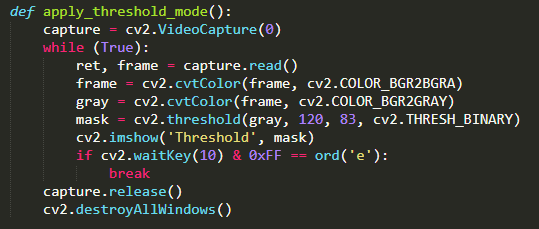 def apply_threshold_mode():
    capture = cv2.VideoCapture(0)
    while (True):
        ret, frame = capture.read()
        frame = cv2.cvtColor(frame, cv2.COLOR_BGR2BGRA)
        gray = cv2.cvtColor(frame, cv2.COLOR_BGR2GRAY)
        mask = cv2.threshold(gray, 120, 83, cv2.THRESH_BINARY)
        cv2.imshow('Threshold', mask)
        if cv2.waitKey(10) & 0xFF == ord('e'):
            break
    capture.release()
    cv2.destroyAllWindows()